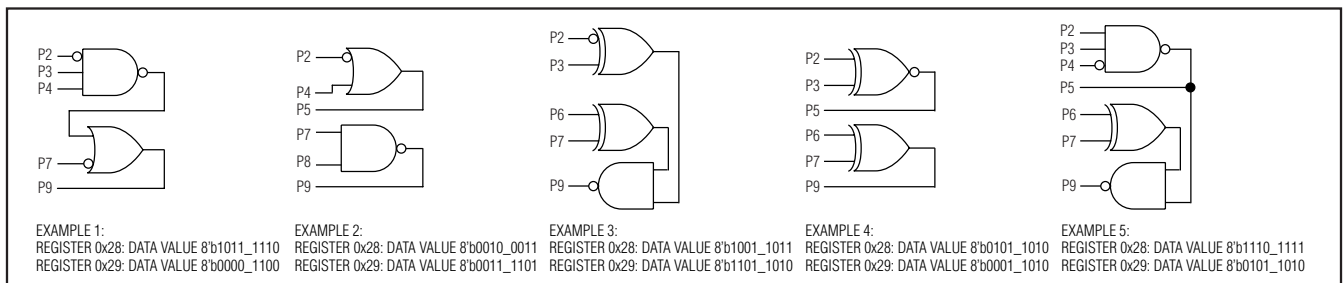 P2
P3
P4
P7
P9
EXAMPLE 1:
REGISTER 0x28: DATA VALUE 8'b1011_1110
REGISTER 0x29: DATA VALUE 8'b0000_1100
P2
P4
P5
P7
P8
P9
EXAMPLE 2:
REGISTER 0x28: DATA VALUE 8'b0010_0011
REGISTER 0x29: DATA VALUE 8'b0011_1101
P2
P3
P6
P7
P9
EXAMPLE 3:
REGISTER 0x28: DATA VALUE 8'b1001_1011
REGISTER 0x29: DATA VALUE 8'b1101_1010
P2
P3
P5
P6
P7
P9
EXAMPLE 4:
REGISTER 0x28: DATA VALUE 8'b0101_1010
REGISTER 0x29: DATA VALUE 8'b0001_1010
P2
P3
P4
P5
P6
P7
P9
EXAMPLE 5:
REGISTER 0x28: DATA VALUE 8'b1110_1111
REGISTER 0x29: DATA VALUE 8'b0101_1010